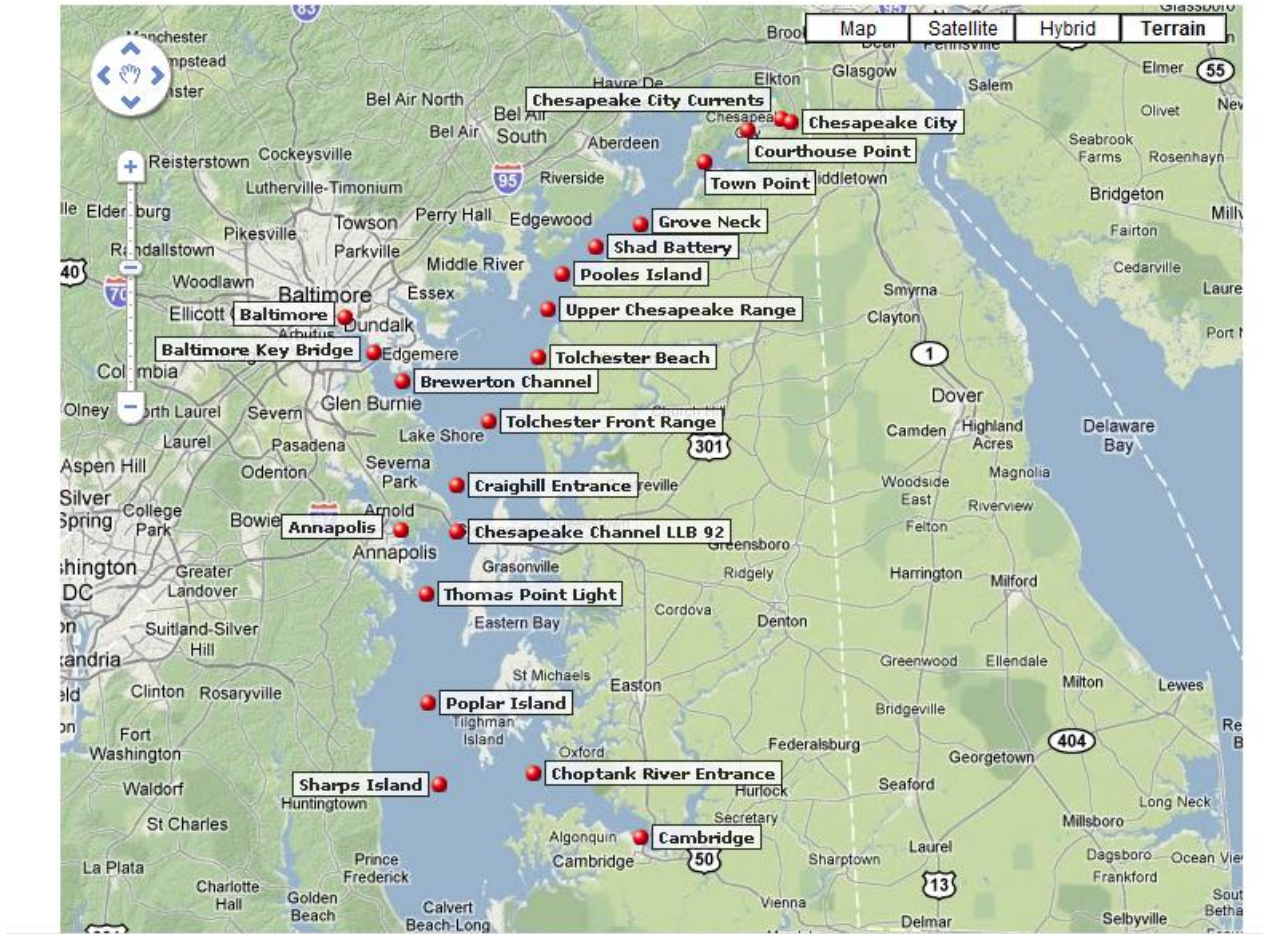 83
95
Glassboro
Map
Satellite
Hybrid
Terrain
Manchester
Pennsville
Elmer
55
Havre De
Elkton
Glasgow
Salem
Bel Air North
Chesapeake City Currents
Olivet
Bel Air
South
Bel Air
Aberdeen
Chesapeake City
Seabrook
Farms
Rosenhayn
Reisterstown
Cockeysville
Courthouse Point
95
Riverside
Town Point
Lutherville-Timonium
Bridgeton
Towson
Perry Hall
Edgewood
Grove Neck
Pikesville
Fairton
Randallstown
Parkville
Shad Battery
Middle River
40
Pooles Island
Cedarville
70
Woodlawn
Baltimore
Essex
Smyrna
Upper Chesapeake Range
Ellicott
Baltimore
Dundalk
Clayton
Arbutus
Baltimore Key Bridge
Edgemere
Tolchester Beach
1
Columbia
Brewerton Channel
Dover
Olney
Severn
Glen Burnie
Tolchester Front Range
Camden
Highland
Acres
Delaware
Bay
Laurel
Pasadena
Lake Shore
301
Aspen Hill
Odenton
Severna
Park
Magnolia
Craighill Entrance
Woodside
East
Silver
Spring
College
Park
Riverview
Bowie
Arnold
Annapolis
Chesapeake Channel LLB 92
Felton
Annapolis
Greensboro
Grasonville
Ridgely
Harrington
Milford
Greater
Landover
DC
Thomas Point Light
Cordova
Denton
Suitland-Silver
Hill
Eastern Bay
Greenwood
Ellendale
St Michaels
Easton
Milton
Lewes
Clinton
Rosaryville
Poplar Island
Bridgeville
Tilghman
Island
Fort
Washington
Oxford
Federalsburg
404
Georgetown
Choptank River Entrance
Sharps Island
Waldorf
Huntingtown
Hurlock
Seaford
Long Neck
St Charles
Secretary
Millsboro
Algonquin
Cambridge
Cambridge
50
Sharptown
Laurel
Dagsboro
Frankford
La Plata
Prince
Frederick
13
Charlotte
Hall
Golden
Beach
Calvert
Beach-Long
Vienna
Delmar
Selbyville